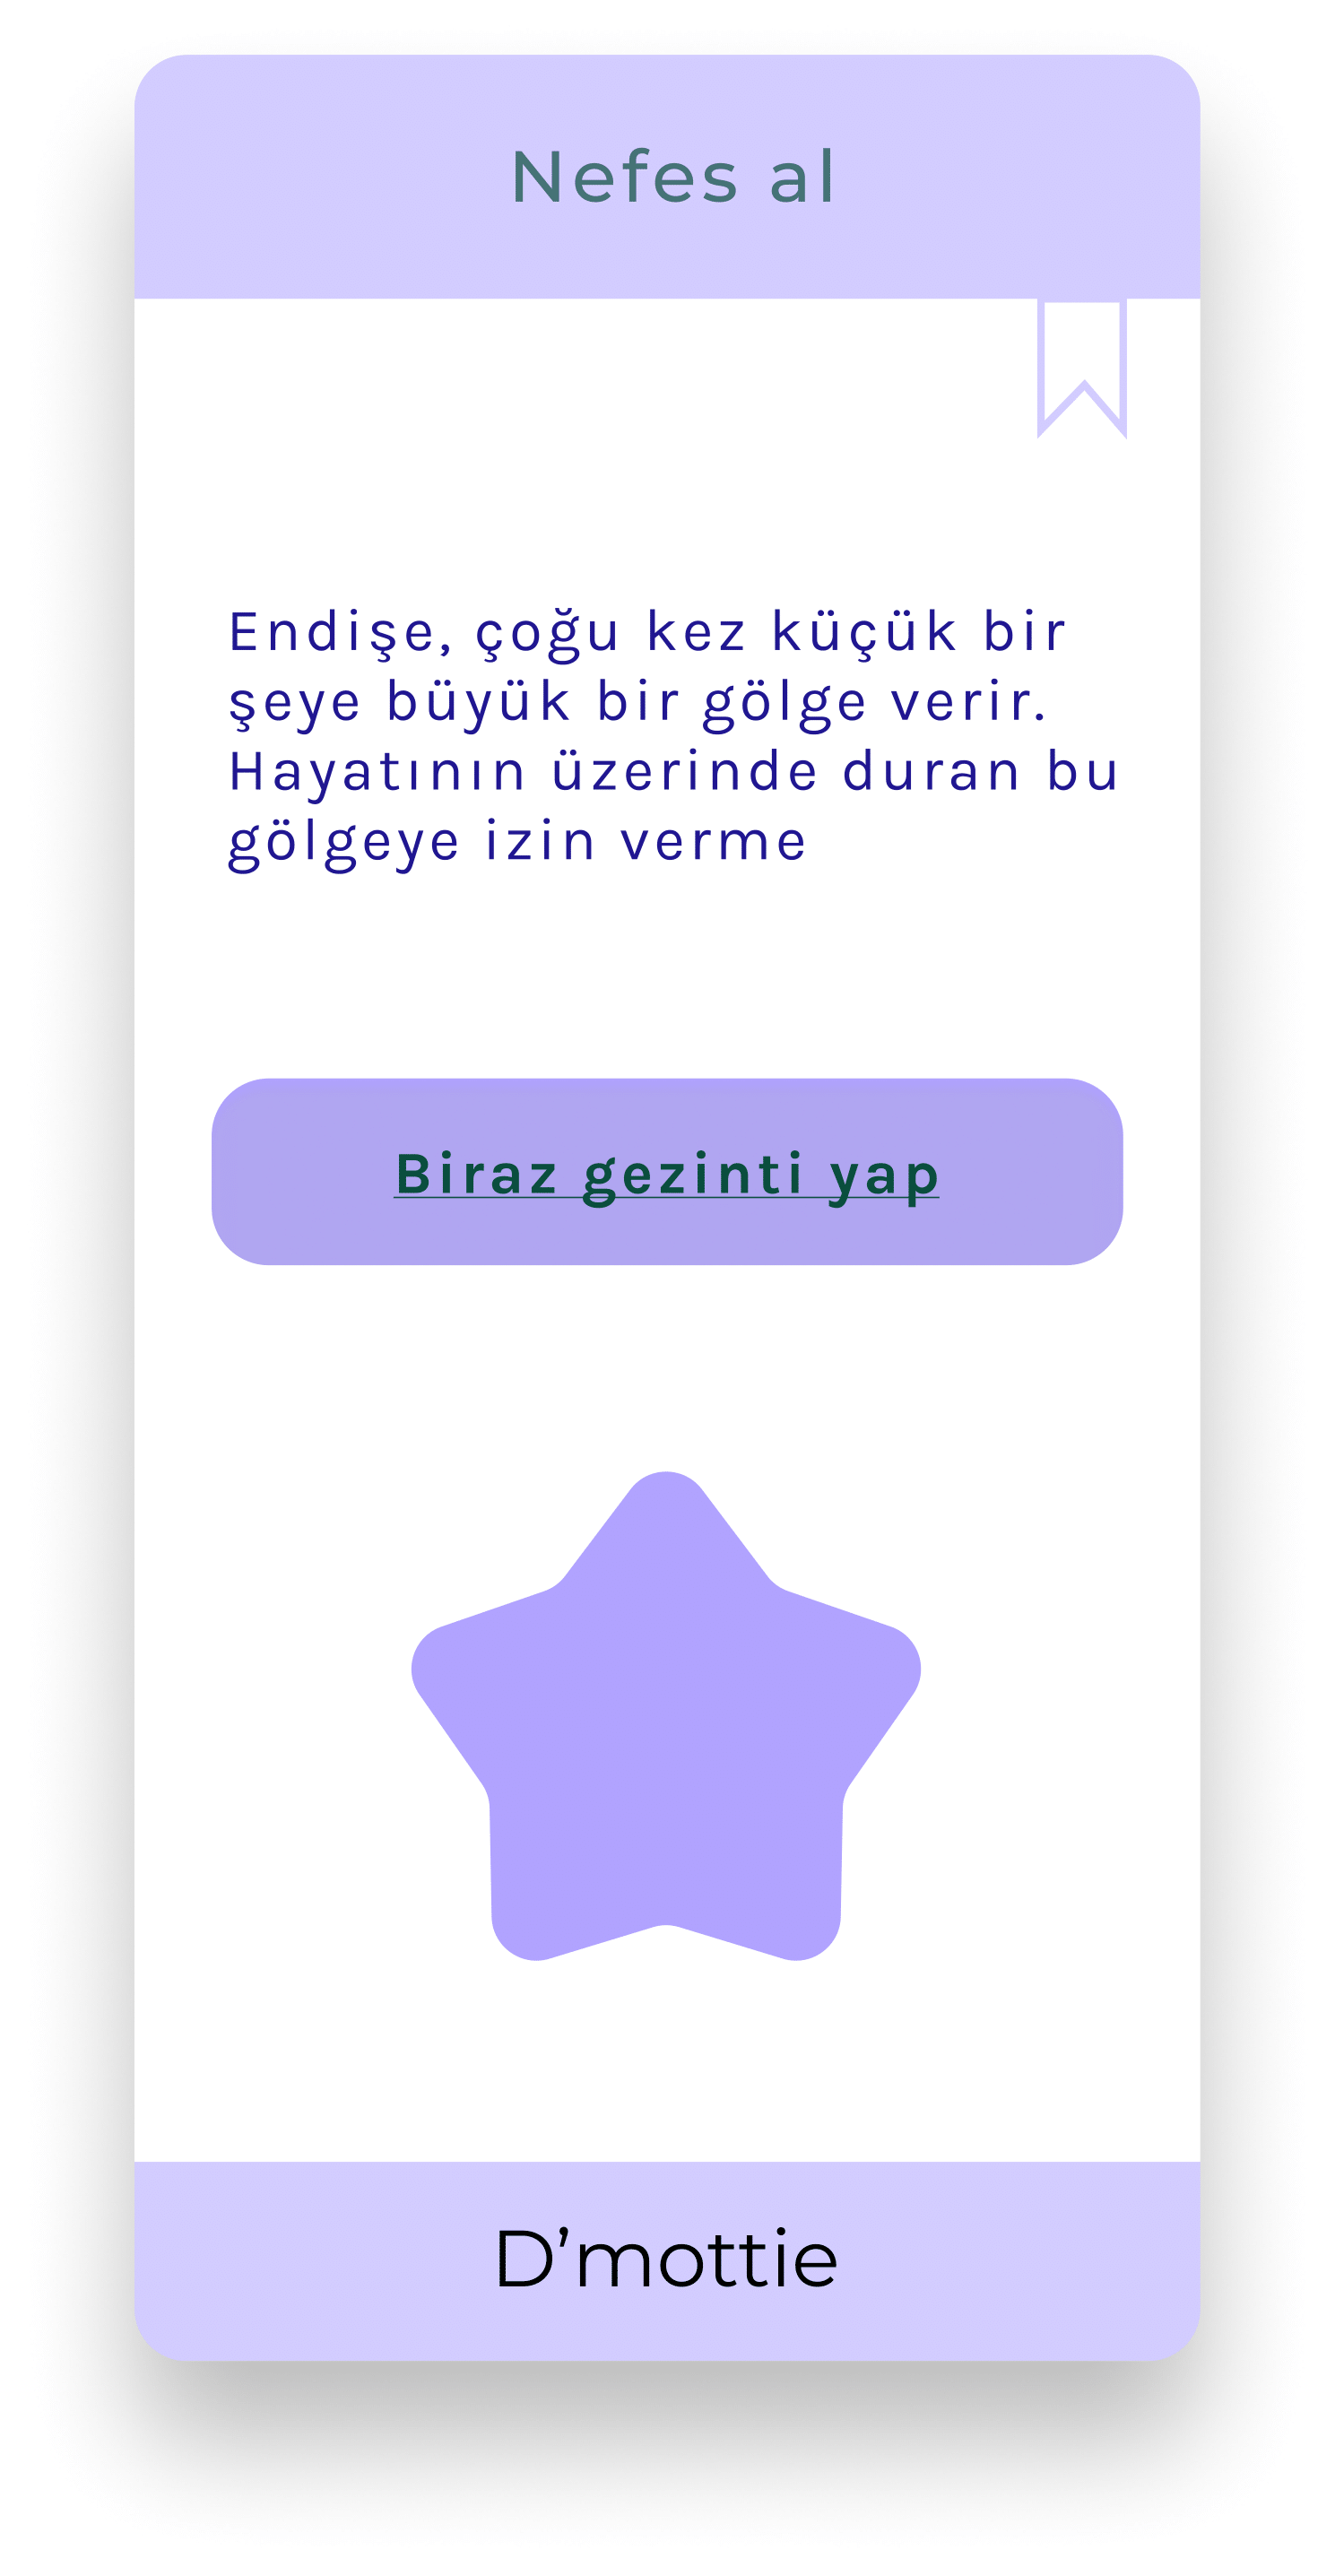 Nefes al
Endişe, çoğu kez küçük bir
şeye büyük bir gölge verir.
Hayatının üzerinde duran bu
gölgeye izin verme
Biraz gezinti yap
D’mottie